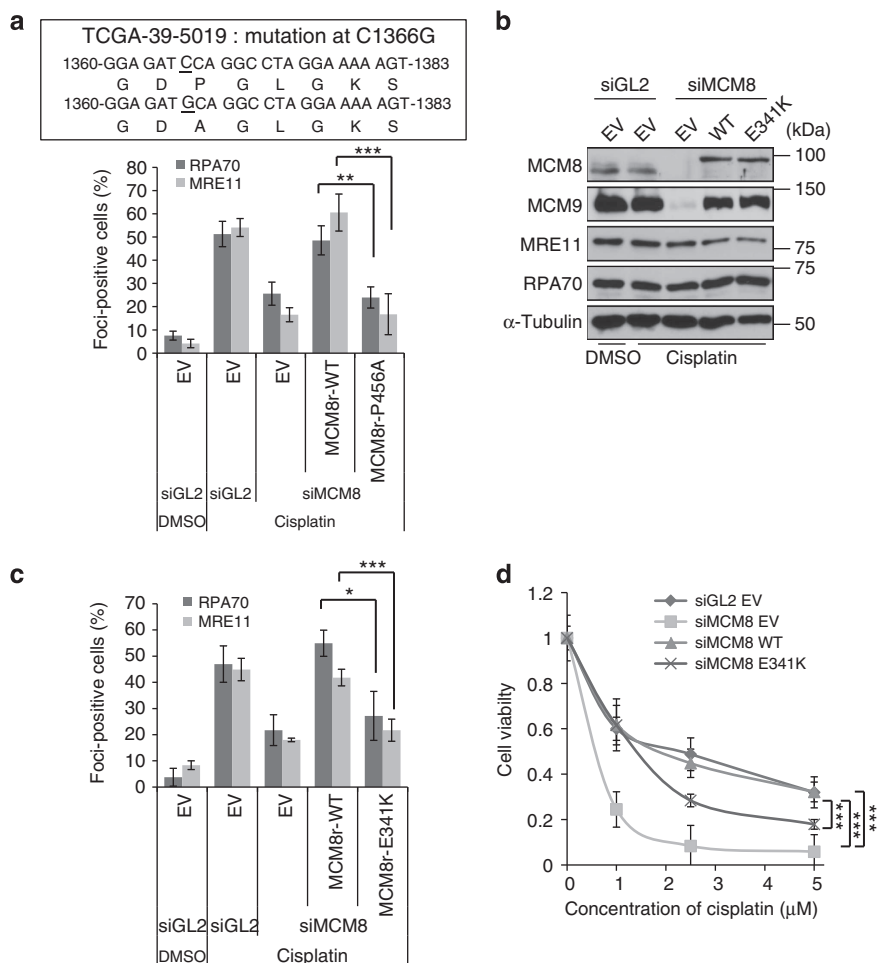 a
TCGA-39-5019 : mutation at C1366G
1360-GGA GAT CCA GGC CTA GGA AAA AGT-1383
G D P G L G K S
1360-GGA GAT GCA GGC CTA GGA AAA AGT-1383
G D A G L G K S
Foci-positive cells (%)
80
70
60
50
40
30
20
10
0
RPA70
MRE11
**
***
EV
EV
EV
MCM8r-WT
MCM8r-P456A
siGL2
siGL2
siMCM8
DMSO
Cisplatin
b
siGL2
siMCM8
EV
EV
EV
WT
E341K
(kDa)
MCM8
100
MCM9
150
MRE11
75
RPA70
75
α-Tubulin
50
DMSO
Cisplatin
c
Foci-positive cells (%)
70
60
50
40
30
20
10
0
RPA70
MRE11
*
***
EV
EV
EV
MCM8r-WT
MCM8r-E341K
siGL2
siGL2
siMCM8
DMSO
Cisplatin
d
Cell viabilty
1.2
1
0.8
0.6
0.4
0.2
0
siGL2 EV
siMCM8 EV
siMCM8 WT
siMCM8 E341K
***
***
***
0 1 2 3 4 5
Concentration of cisplatin (μM)